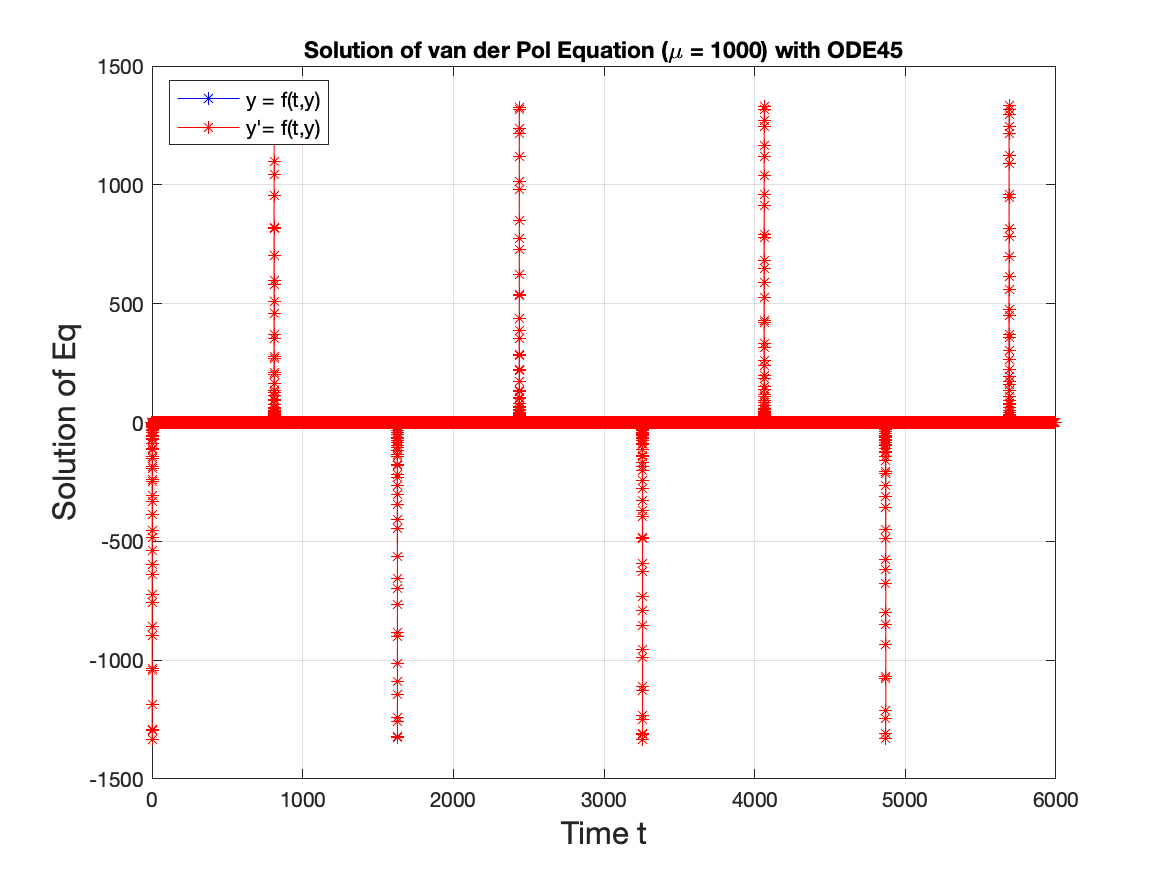 Solution of van der Pol Equation (μ = 1000) with ODE45
y = f(t,y)
y'= f(t,y)
1500
1000
500
0
-500
-1000
-1500
Solution of Eq
0 1000 2000 3000 4000 5000 6000
Time t